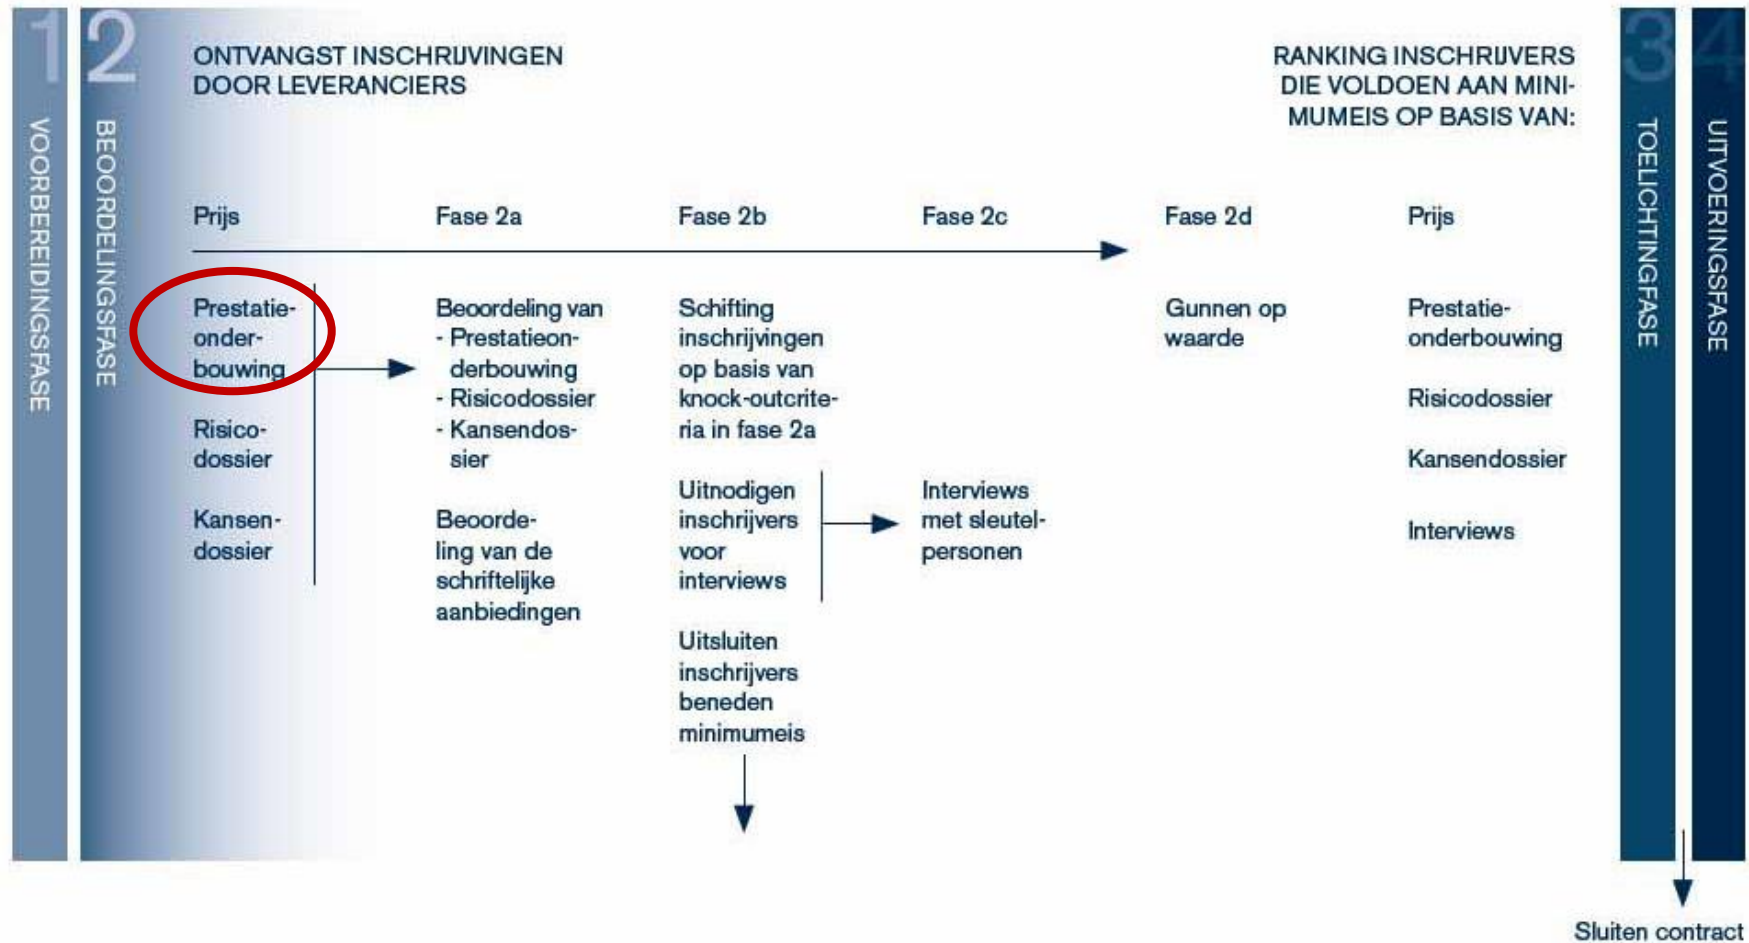 1
VOORBEREIDINGSFASE
2
BEOORDELINGSFASE
ONTVANGST INSCHRIJVINGEN
DOOR LEVERANCIERS
RANKING INSCHRIJVERS
DIE VOLDOEN AAN MINI-
MUMEIS OP BASIS VAN:
Prijs
Prestatie-
onder-
bouwing
Risico-
dossier
Kansen-
dossier
Fase 2a
Beoordeling van
- Prestatieon-
derbouwing
- Risicodossier
- Kansendos-
sier
Beoorde-
ling van de
schriftelijke
aanbiedingen
Fase 2b
Schifting
inschrijvingen
op basis van
knock-outcrite-
ria in fase 2a
Uitnodigen
inschrijvers
voor
interviews
Uitsluiten
inschrijvers
beneden
minimumeis
Fase 2c
Interviews
met sleutel-
personen
Fase 2d
Gunnen op
waarde
Prijs
Prestatie-
onderbouwing
Risicodossier
Kansendossier
Interviews
3
TOELICHTINGFASE
4
UITVOERINGSFASE
Sluiten contract